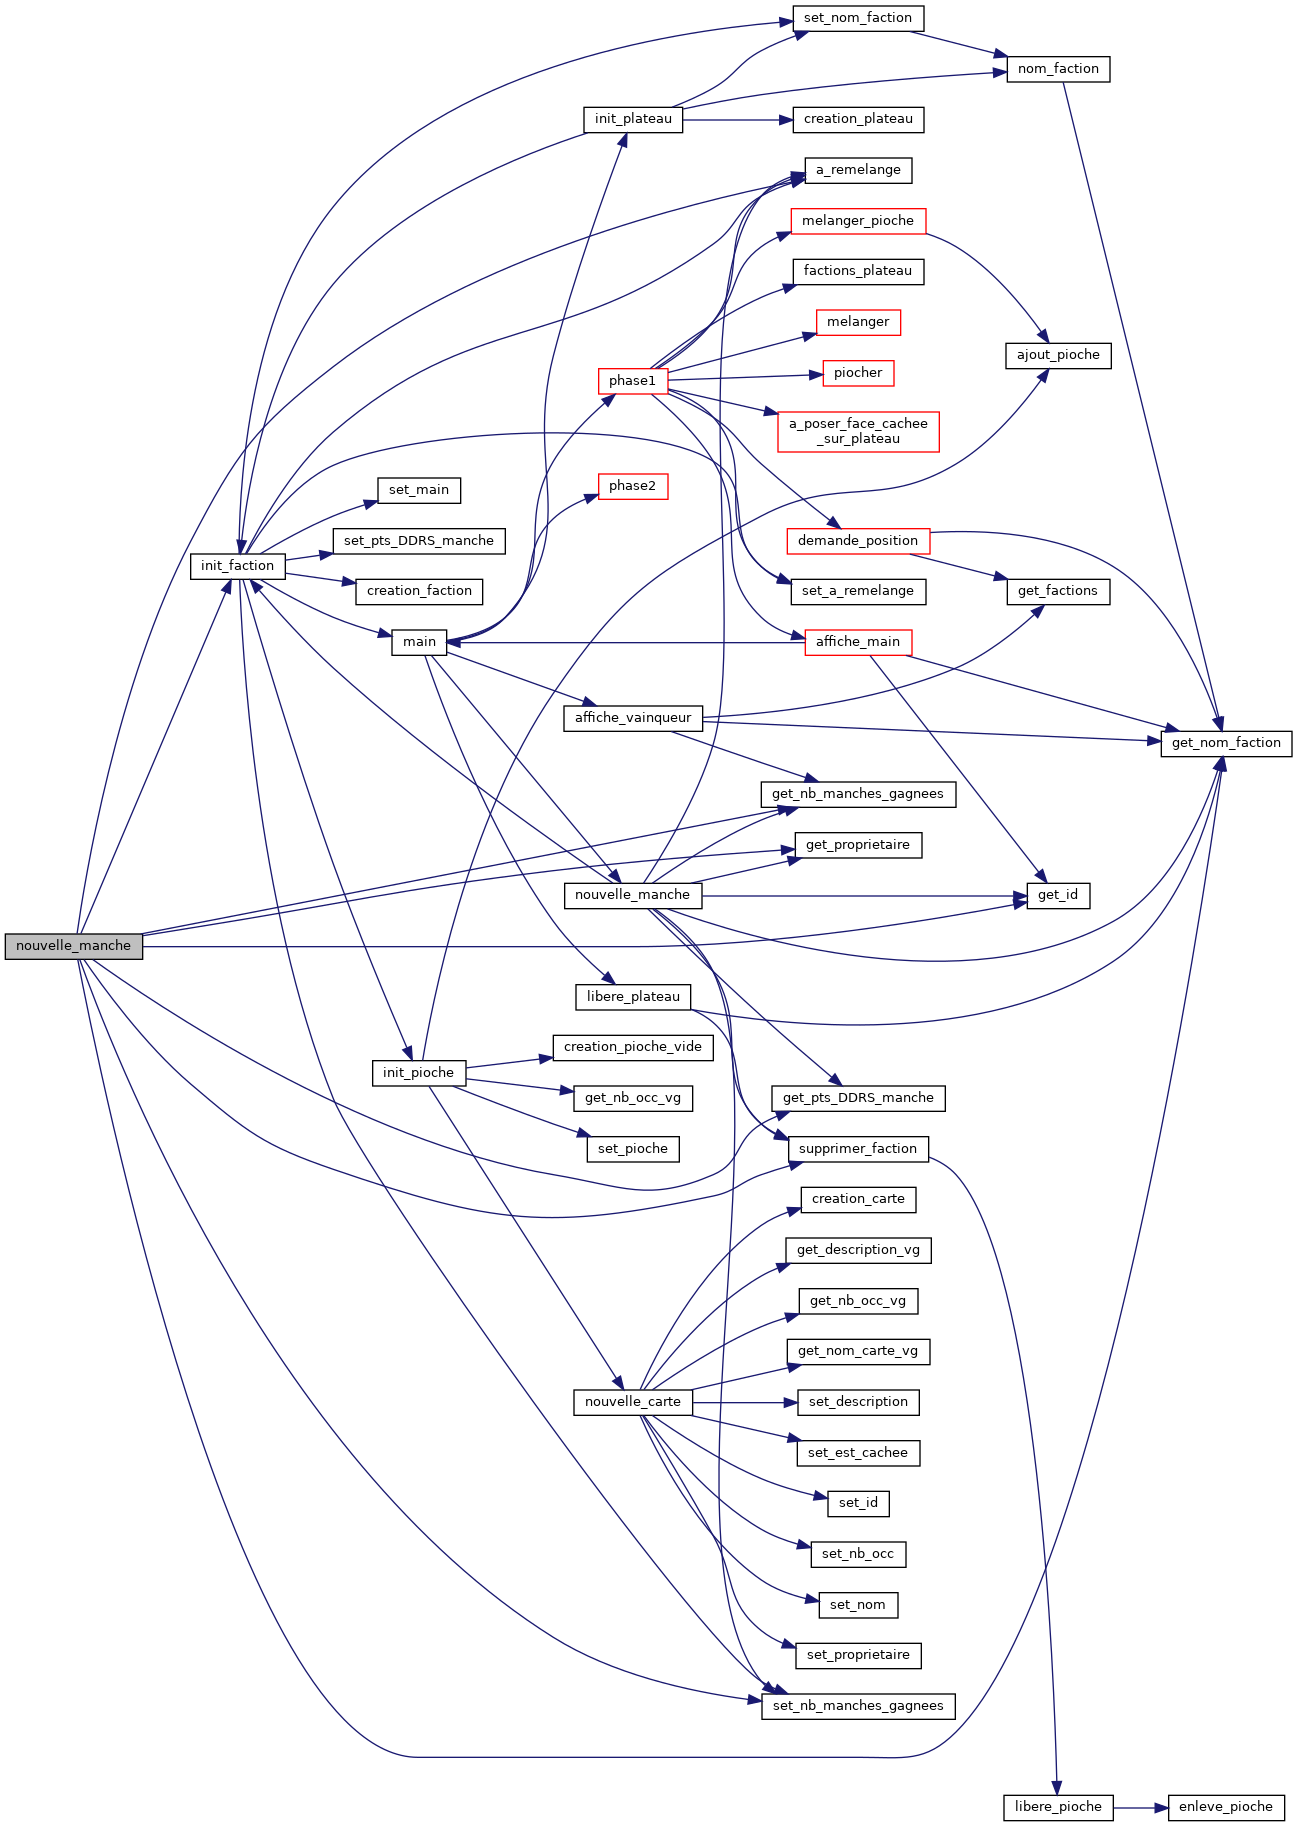 set_nom_faction
nom_faction
init_plateau
creation_plateau
a_remelange
melanger_pioche
factions_plateau
melanger
ajout_pioche
piocher
phase1
a_poser_face_cachee
_sur_plateau
phase2
set_main
set_pts_DDRS_manche
demande_position
init_faction
creation_faction
set_a_remelange
get_factions
main
affiche_main
affiche_vainqueur
get_nom_faction
get_nb_manches_gagnees
get_proprietaire
nouvelle_manche
get_id
nouvelle_manche
libere_plateau
creation_pioche_vide
init_pioche
get_nb_occ_vg
get_pts_DDRS_manche
set_pioche
supprimer_faction
creation_carte
get_description_vg
get_nb_occ_vg
get_nom_carte_vg
nouvelle_carte
set_description
set_est_cachee
set_id
set_nb_occ
set_nom
set_proprietaire
set_nb_manches_gagnees
libere_pioche
enleve_pioche